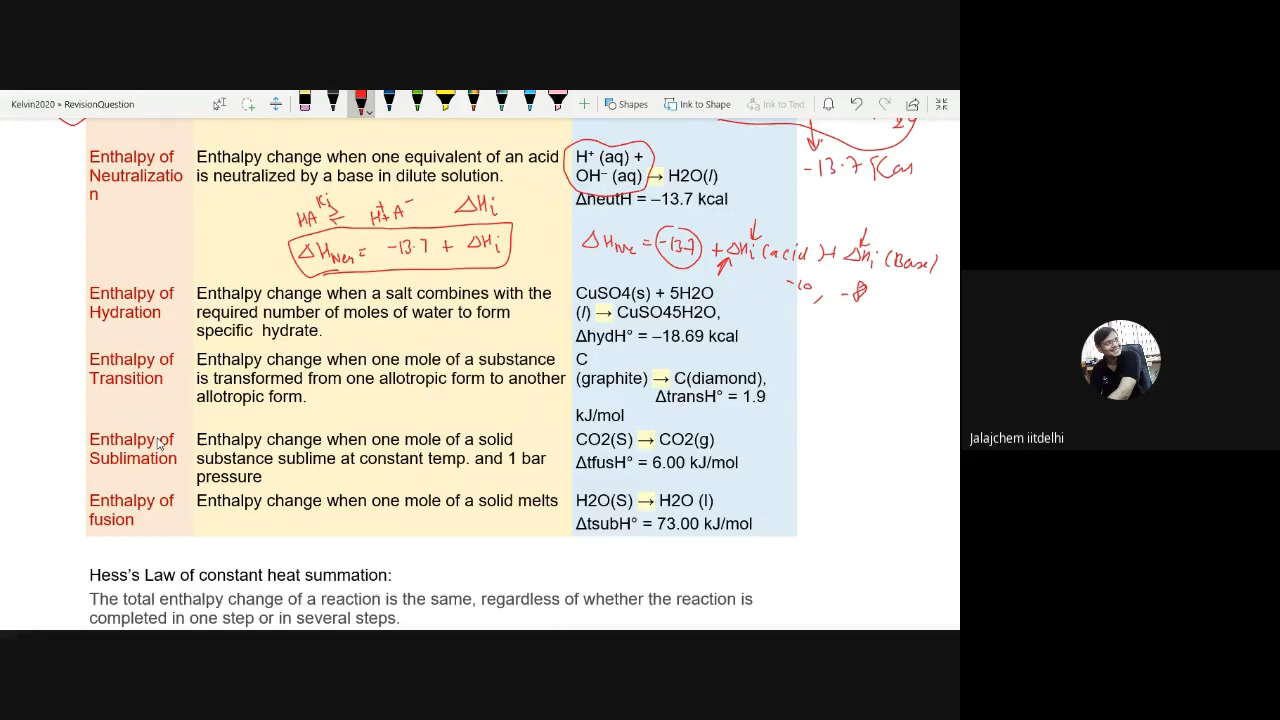 Kelvin2020 » RevisionQuestion
Shapes
Ink to Shape
Ink to Text
-13.7
Enthalpy of
Neutralizatio
n
Enthalpy change when one equivalent of an acid
is neutralized by a base in dilute solution.
H⁺ (aq) +
OH⁻ (aq) → H2O(l)
ΔneutH = –13.7 kcal
HA ⇌ H⁺ A⁻ ΔHi
-13.7 + ΔHi
-13.7 + ΔHi (acid) + ΔHi (Base)
-10, -8
Enthalpy of
Hydration
Enthalpy change when a salt combines with the
required number of moles of water to form
specific hydrate.
CuSO4(s) + 5H2O
(l) → CuSO45H2O,
ΔhydH° = –18.69 kcal
Enthalpy of
Transition
Enthalpy change when one mole of a substance
is transformed from one allotropic form to another
allotropic form.
C
(graphite) → C(diamond),
ΔtransH° = 1.9
kJ/mol
Enthalpy of
Sublimation
Enthalpy change when one mole of a solid
substance sublime at constant temp. and 1 bar
pressure
CO2(S) → CO2(g)
ΔtfusH° = 6.00 kJ/mol
Enthalpy of
fusion
Enthalpy change when one mole of a solid melts
H2O(S) → H2O (l)
ΔtsubH° = 73.00 kJ/mol
Hess's Law of constant heat summation:
The total enthalpy change of a reaction is the same, regardless of whether the reaction is
completed in one step or in several steps.
Jalajchem iitdelhi